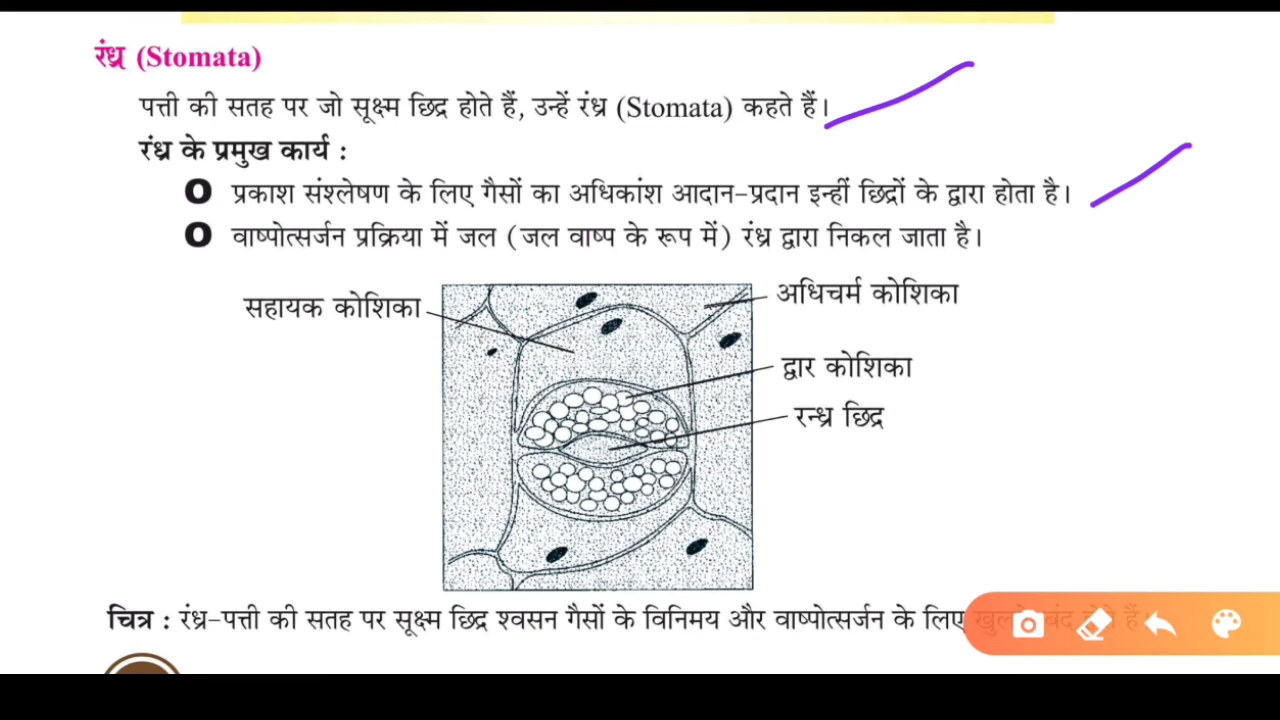 रंध्र (Stomata)
पत्ती की सतह पर जो सूक्ष्म छिद्र होते हैं, उन्हें रंध्र (Stomata) कहते हैं।
रंध्र के प्रमुख कार्य :
O प्रकाश संश्लेषण के लिए गैसों का अधिकांश आदान-प्रदान इन्हीं छिद्रों के द्वारा होता है।
O वाष्पोत्सर्जन प्रक्रिया में जल (जल वाष्प के रूप में) रंध्र द्वारा निकल जाता है।
सहायक कोशिका
अधिचर्म कोशिका
द्वार कोशिका
रन्ध्र छिद्र
चित्र : रंध्र-पत्ती की सतह पर सूक्ष्म छिद्र श्वसन गैसों के विनिमय और वाष्पोत्सर्जन के लिए